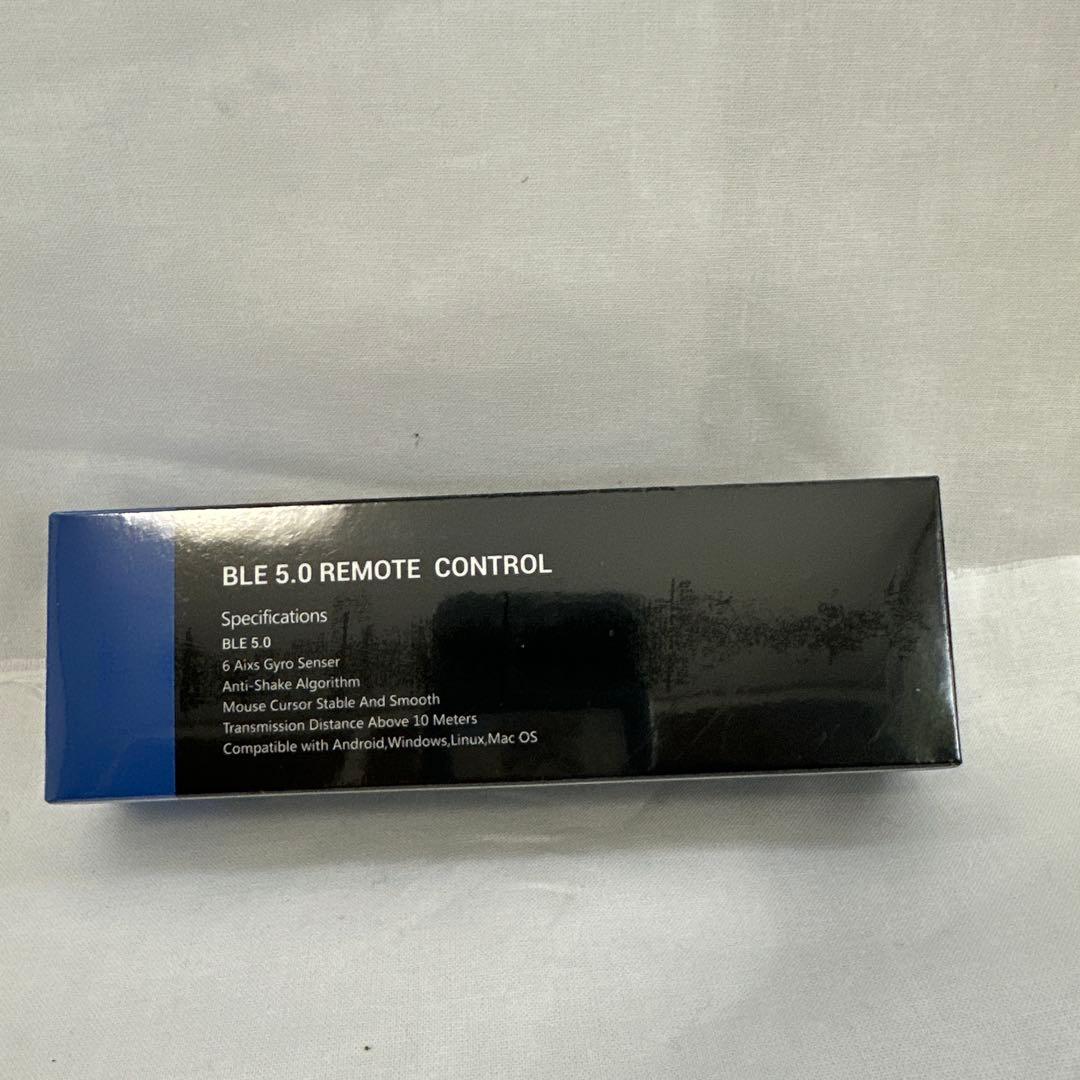 BLE 5.0 REMOTE CONTROL
Specifications
BLE 5.0
6 Aixs Gyro Senser
Anti-Shake Algorithm
Mouse Cursor Stable And Smooth
Transmission Distance Above 10 Meters
Compatible with Android,Windows,Linux,Mac OS